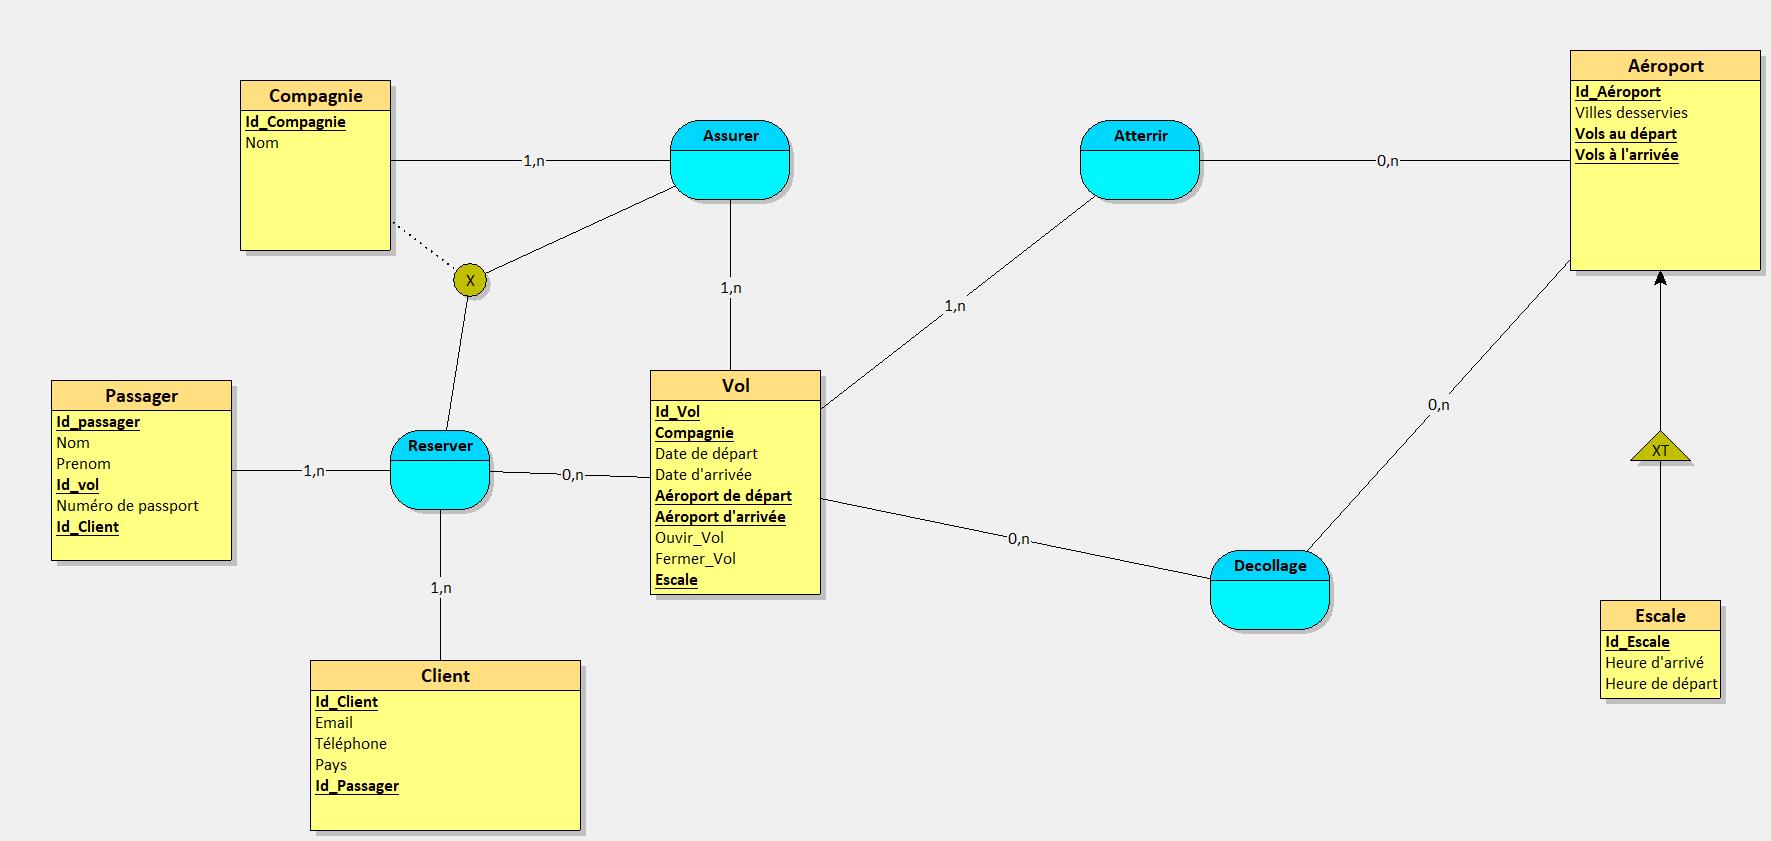 Compagnie
Id_Compagnie
Nom
Assurer
Atterrir
Aéroport
Id_Aéroport
Villes desservies
Vols au départ
Vols à l'arrivée
1,n
0,n
X
1,n
1,n
Passager
Id_passager
Nom
Prenom
Id_vol
Numéro de passport
Id_Client
1,n
Reserver
0,n
Vol
Id_Vol
Compagnie
Date de départ
Date d'arrivée
Aéroport de départ
Aéroport d'arrivée
Ouvir_Vol
Fermer_Vol
Escale
0,n
0,n
Decollage
XT
Escale
Id_Escale
Heure d'arrivé
Heure de départ
1,n
Client
Id_Client
Email
Téléphone
Pays
Id_Passager